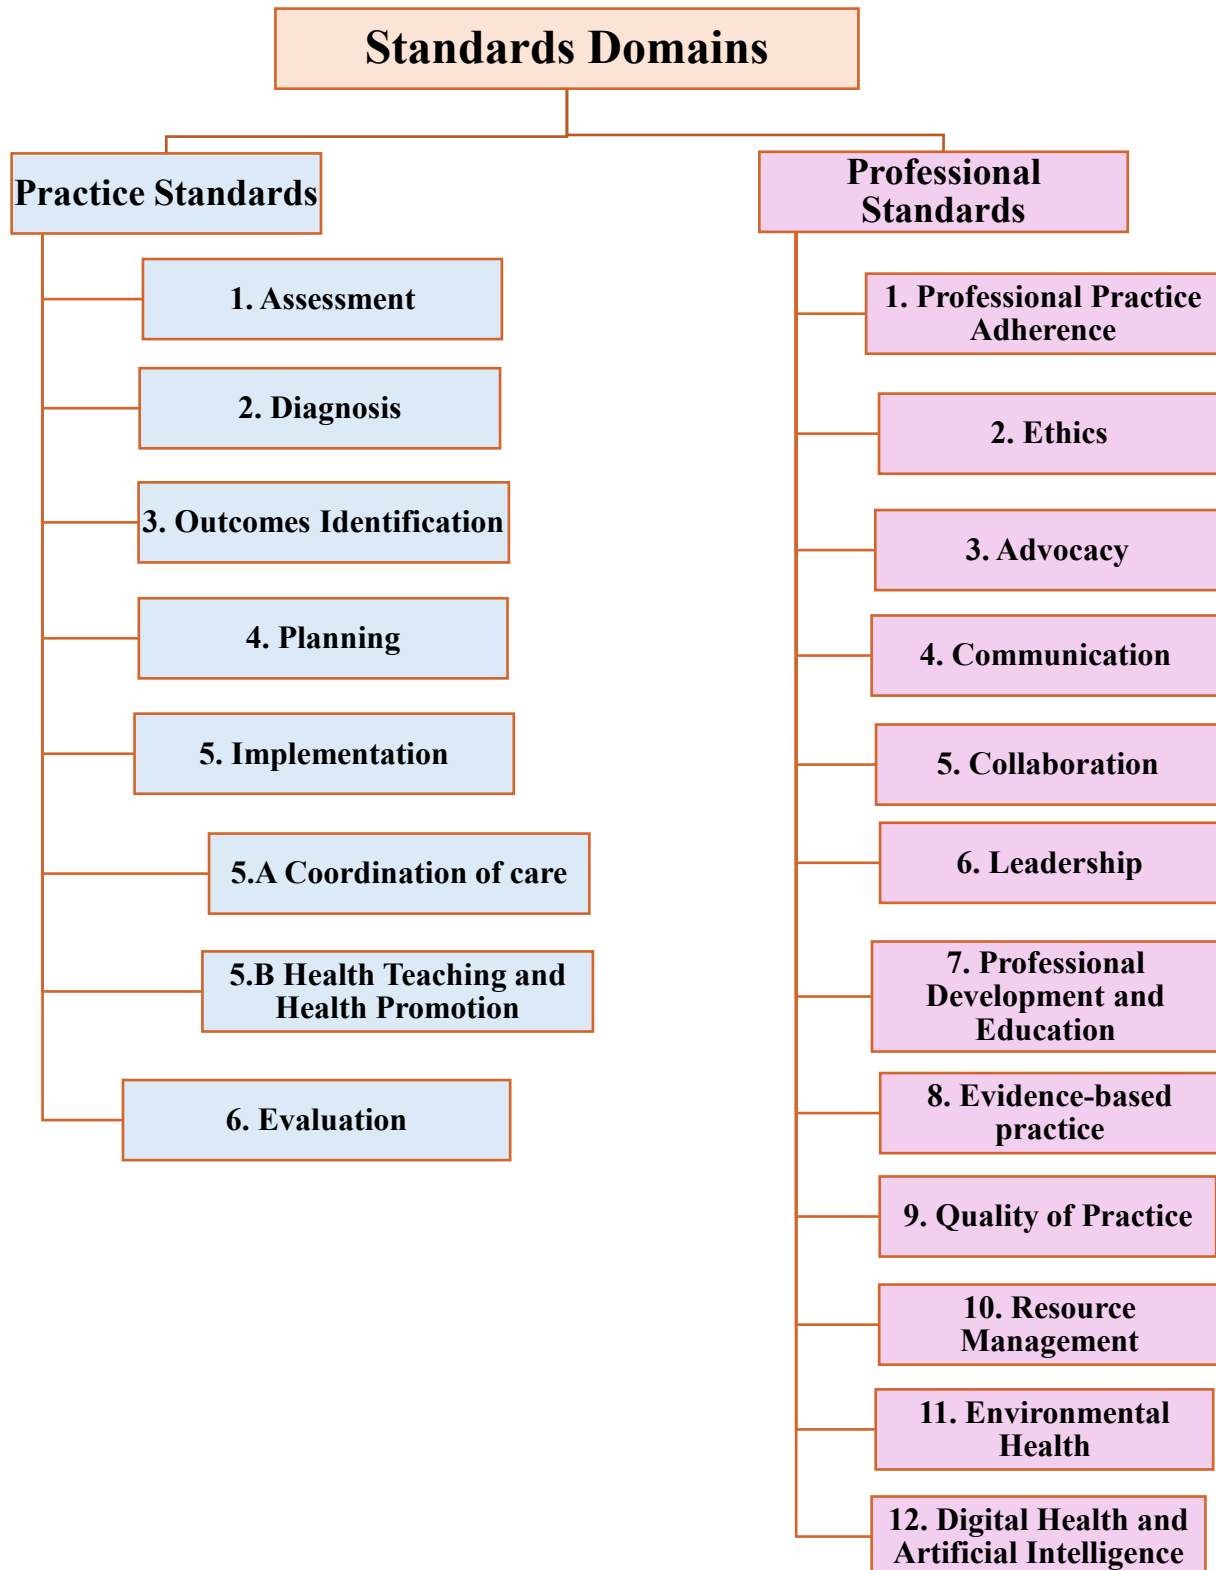 Standards Domains
Practice Standards
1. Assessment
2. Diagnosis
3. Outcomes Identification
4. Planning
5. Implementation
5.A Coordination of care
5.B Health Teaching and
Health Promotion
6. Evaluation
Professional
Standards
1. Professional Practice
Adherence
2. Ethics
3. Advocacy
4. Communication
5. Collaboration
6. Leadership
7. Professional
Development and
Education
8. Evidence-based
practice
9. Quality of Practice
10. Resource
Management
11. Environmental
Health
12. Digital Health and
Artificial Intelligence